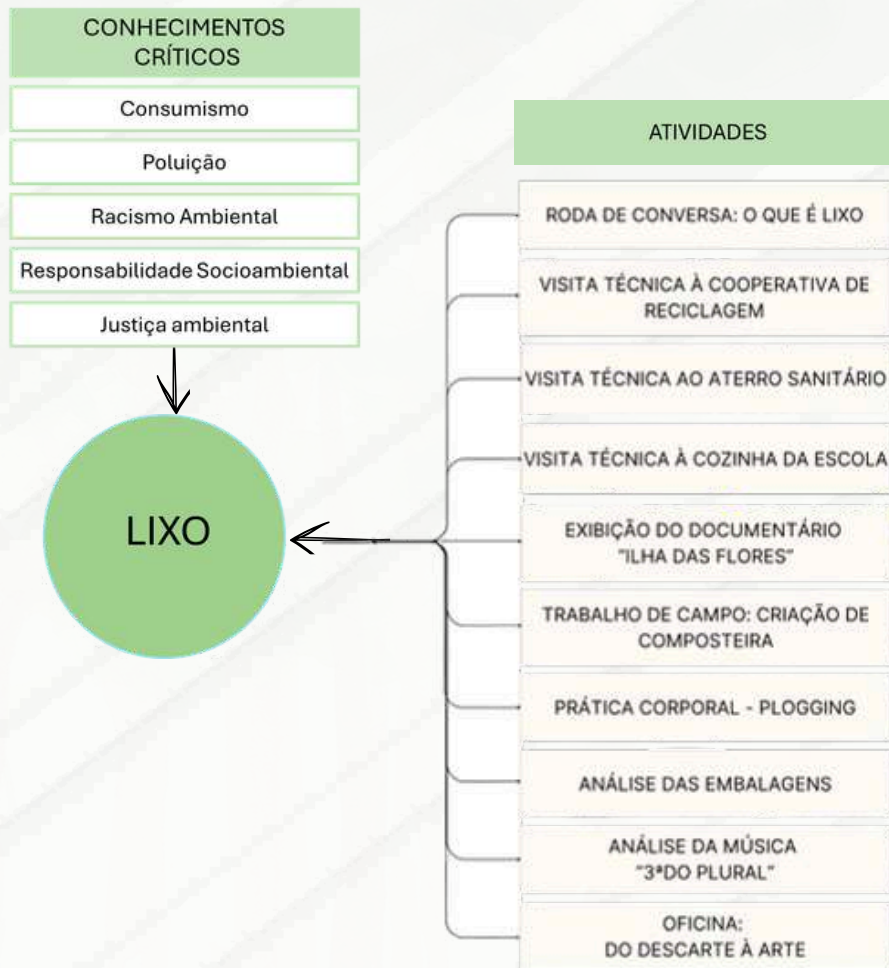 CONHECIMENTOS
CRÍTICOS
Consumismo
Poluição
Racismo Ambiental
Responsabilidade Socioambiental
Justiça ambiental
LIXO
ATIVIDADES
RODA DE CONVERSA: O QUE É LIXO
VISITA TÉCNICA À COOPERATIVA DE
RECICLAGEM
VISITA TÉCNICA AO ATERRO SANITÁRIO
VISITA TÉCNICA À COZINHA DA ESCOLA
EXIBIÇÃO DO DOCUMENTÁRIO
"ILHA DAS FLORES"
TRABALHO DE CAMPO: CRIAÇÃO DE
COMPOSTEIRA
PRÁTICA CORPORAL - PLOGGING
ANÁLISE DAS EMBALAGENS
ANÁLISE DA MÚSICA
"3ªDO PLURAL"
OFICINA:
DO DESCARTE À ARTE